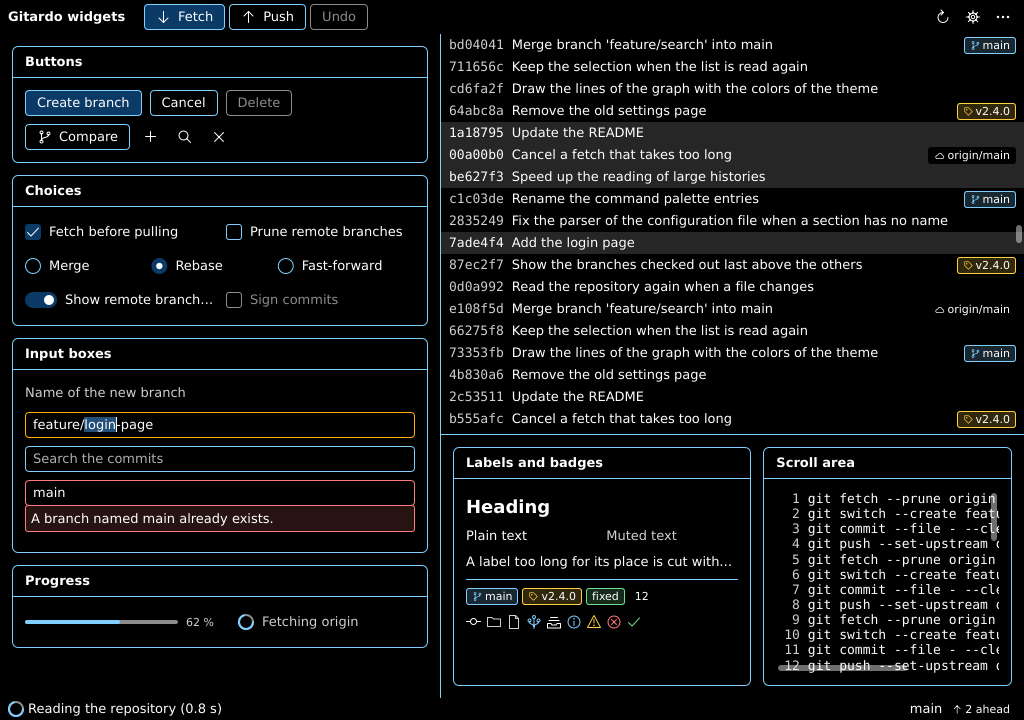 Gitardo widgets Fetch Push Undo
Buttons
Create branch Cancel Delete
Compare
Choices
Fetch before pulling Prune remote branches
Merge Rebase Fast-forward
Show remote branch… Sign commits
Input boxes
Name of the new branch
feature/login-page
Search the commits
main
A branch named main already exists.
Progress
62 % Fetching origin
bd04041 Merge branch 'feature/search' into main main
711656c Keep the selection when the list is read again
cd6fa2f Draw the lines of the graph with the colors of the theme
64abc8a Remove the old settings page v2.4.0
1a18795 Update the README
00a00b0 Cancel a fetch that takes too long origin/main
be627f3 Speed up the reading of large histories
c1c03de Rename the command palette entries main
2835249 Fix the parser of the configuration file when a section has no name
7ade4f4 Add the login page
87ec2f7 Show the branches checked out last above the others v2.4.0
0d0a992 Read the repository again when a file changes
e108f5d Merge branch 'feature/search' into main origin/main
66275f8 Keep the selection when the list is read again
73353fb Draw the lines of the graph with the colors of the theme main
4b830a6 Remove the old settings page
2c53511 Update the README
b555afc Cancel a fetch that takes too long v2.4.0
Labels and badges
Heading
Plain text Muted text
A label too long for its place is cut with…
main v2.4.0 fixed 12
Scroll area
1 git fetch --prune origin
2 git switch --create featu
3 git commit --file - --cle
4 git push --set-upstream o
5 git fetch --prune origin
6 git switch --create featu
7 git commit --file - --cle
8 git push --set-upstream o
9 git fetch --prune origin
10 git switch --create featu
11 git commit --file - --cle
12 git push --set-upstream o
Reading the repository (0.8 s) main ↑ 2 ahead